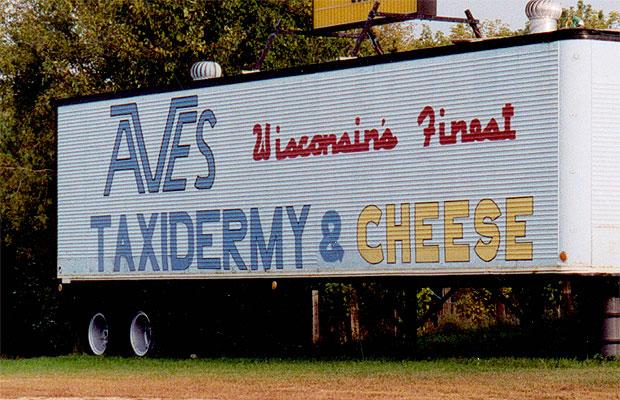 AVES Wisconsin's Finest
TAXIDERMY & CHEESE